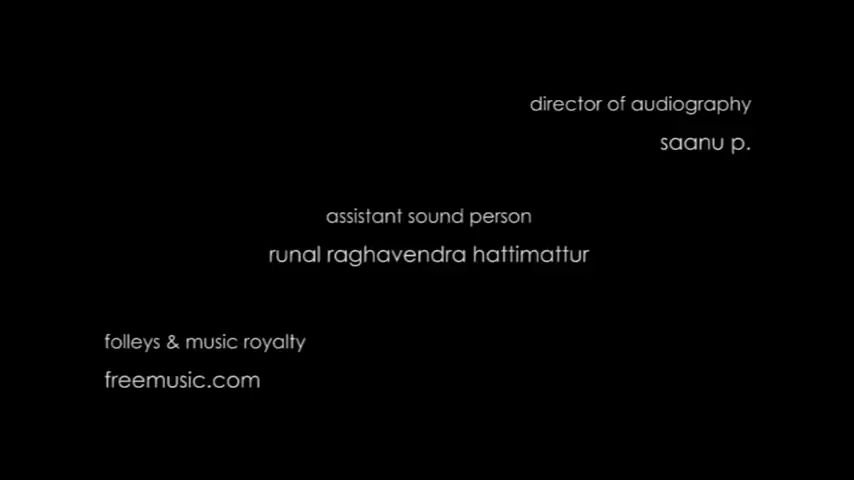 director of audiography
saanu p.
assistant sound person
runal raghavendra hattimattur
folleys & music royalty
freemusic.com